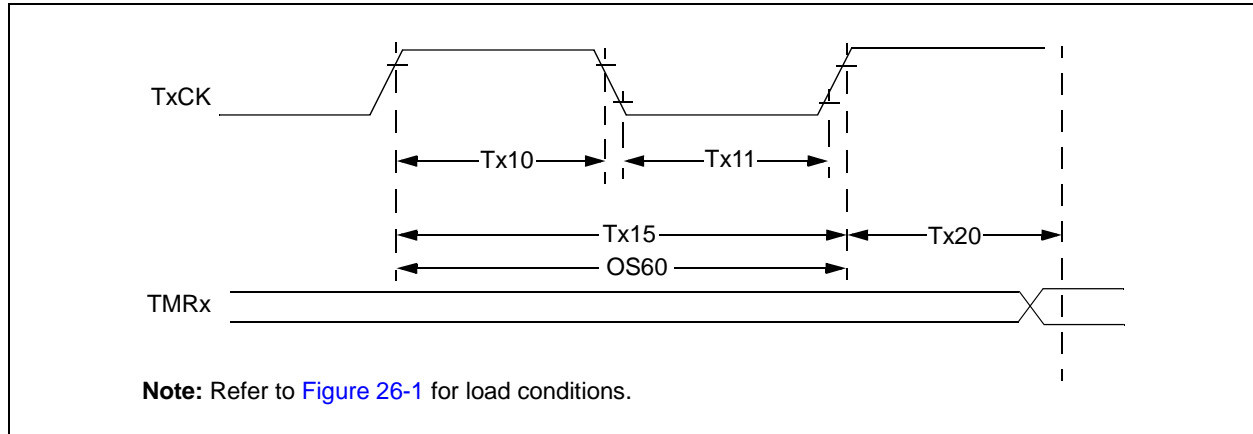 TxCK
Tx10
Tx11
Tx15
Tx20
OS60
TMRx
Note: Refer to Figure 26-1 for load conditions.